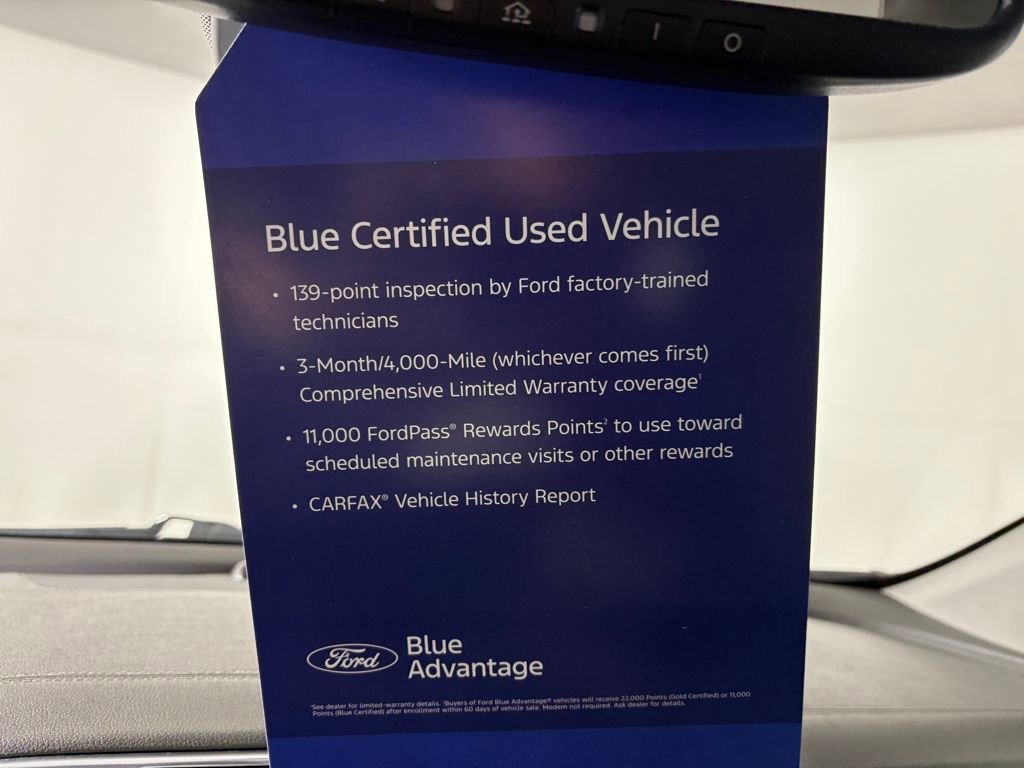 I
O
Blue Certified Used Vehicle
• 139-point inspection by Ford factory-trained
technicians
• 3-Month/4,000-Mile (whichever comes first)
Comprehensive Limited Warranty coverage¹
• 11,000 FordPass® Rewards Points² to use toward
scheduled maintenance visits or other rewards
• CARFAX® Vehicle History Report
Ford
Blue
Advantage
¹See dealer for limited-warranty details. ²Buyers of Ford Blue Advantage® vehicles will receive 22,000 Points (Gold Certified) or 11,000
Points (Blue Certified) after enrollment within 60 days of vehicle sale. Modem not required. Ask dealer for details.